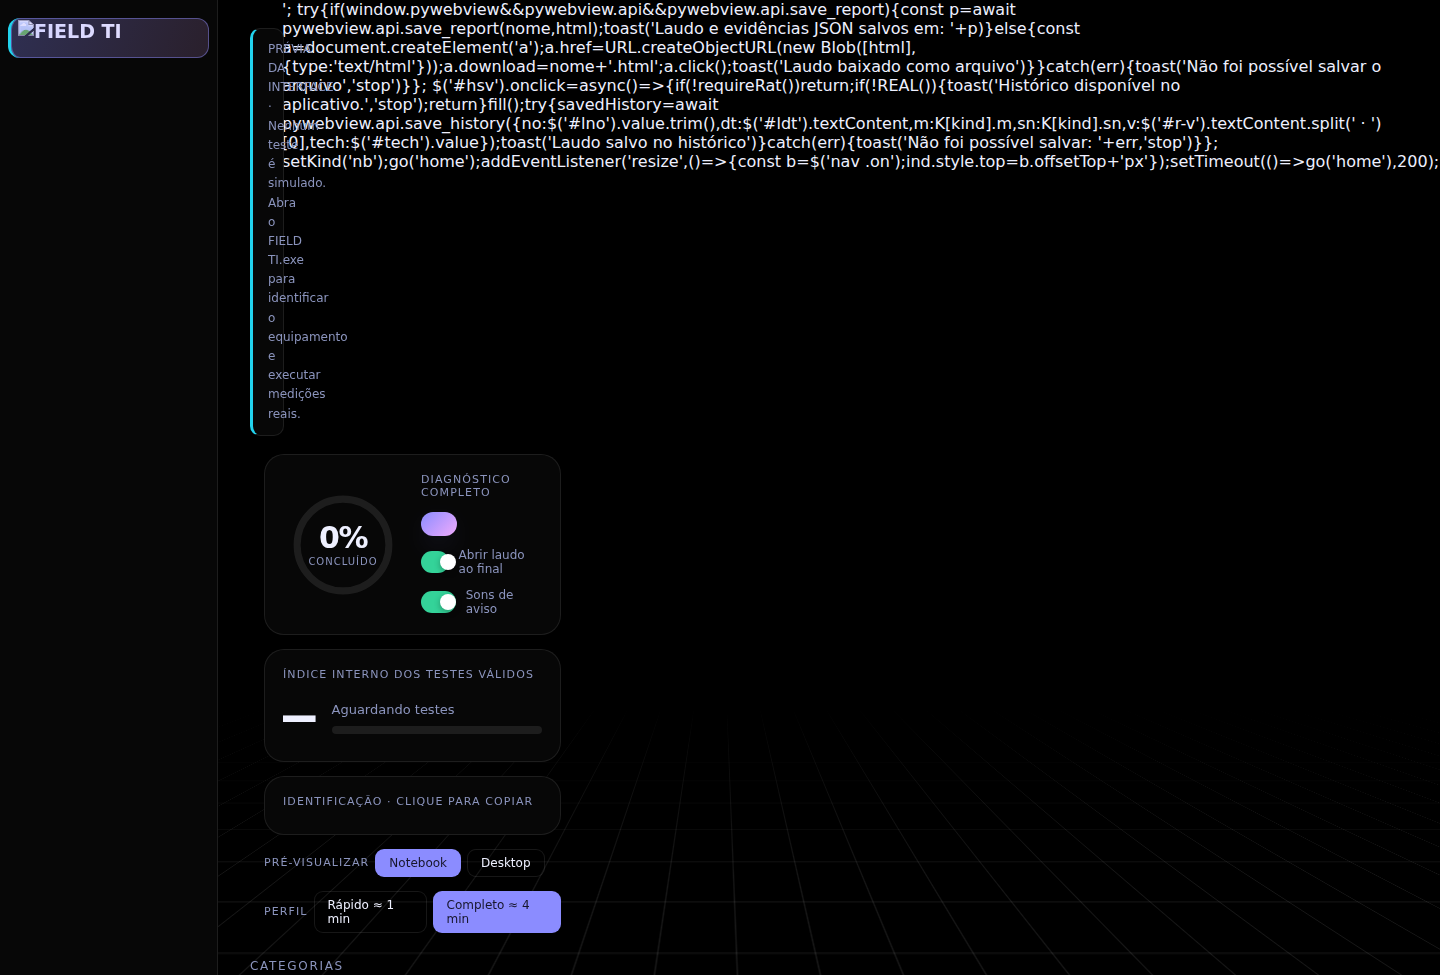 FIELD TI
'; try{if(window.pywebview&&pywebview.api&&pywebview.api.save_report){const p=await
pywebview.api.save_report(nome,html);toast('Laudo e evidências JSON salvos em: '+p)}else{const
document.createElement('a');a.href=URL.createObjectURL(new Blob([html],
{type:'text/html'}));a.download=nome+'.html';a.click();toast('Laudo baixado como arquivo')}}catch(err){toast('Não foi possível salvar o
arquivo','stop')}}; $('#hsv').onclick=async()=>{if(!requireRat())return;if(!REAL()){toast('Histórico disponível no
aplicativo.','stop');return}fill();try{savedHistory=await
pywebview.api.save_history({no:$('#lno').value.trim(),dt:$('#ldt').textContent,m:K[kind].m,sn:K[kind].sn,v:$('#r-v').textContent.split(' · ')
[0],tech:$('#tech').value});toast('Laudo salvo no histórico')}catch(err){toast('Não foi possível salvar: '+err,'stop')}};
setKind('nb');go('home');addEventListener('resize',()=>{const b=$('nav .on');ind.style.top=b.offsetTop+'px'});setTimeout(()=>go('home'),200);
PRÉVIA
DA
INTERFACE
·
Nenhum
teste
é
simulado.
Abra
o
FIELD
TI.exe
para
identificar
o
equipamento
e
executar
medições
reais.
0%
CONCLUÍDO
DIAGNÓSTICO
COMPLETO
Abrir laudo
ao final
Sons de
aviso
ÍNDICE INTERNO DOS TESTES VÁLIDOS
—
Aguardando testes
IDENTIFICAÇÃO · CLIQUE PARA COPIAR
PRÉ-VISUALIZAR Notebook Desktop
PERFIL Rápido ≈ 1
min
Completo ≈ 4
min
CATEGORIAS